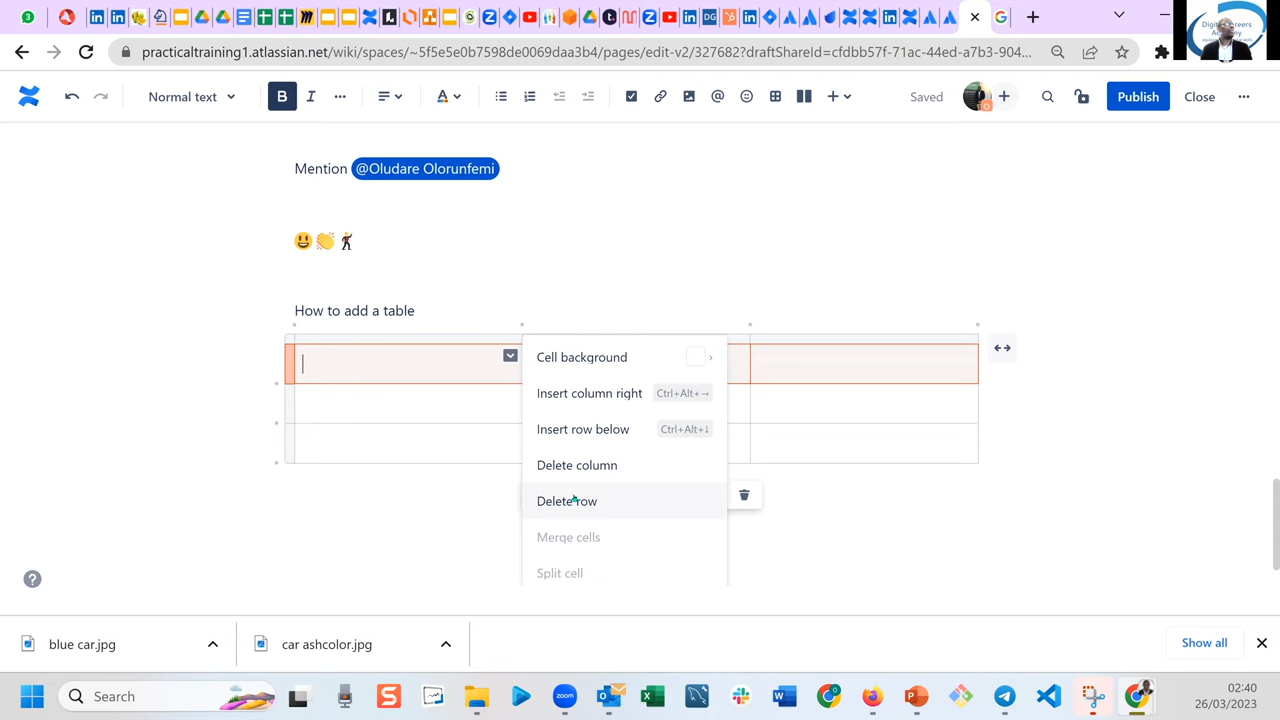 practicaltraining1.atlassian.net/wiki/spaces/~5f5e5e0b7598de0069daa3b4/pages/edit-v2/327682?draftShareId=cfdbb57f-71ac-44ed-a7b3-904...
Normal text
B
I
A
Saved
Publish
Close
Mention @Oludare Olorunfemi
How to add a table
Cell background
Insert column right Ctrl+Alt+→
Insert row below Ctrl+Alt+↓
Delete column
Delete row
Merge cells
Split cell
blue car.jpg
car ashcolor.jpg
Show all
Search
zoom
02:40
26/03/2023